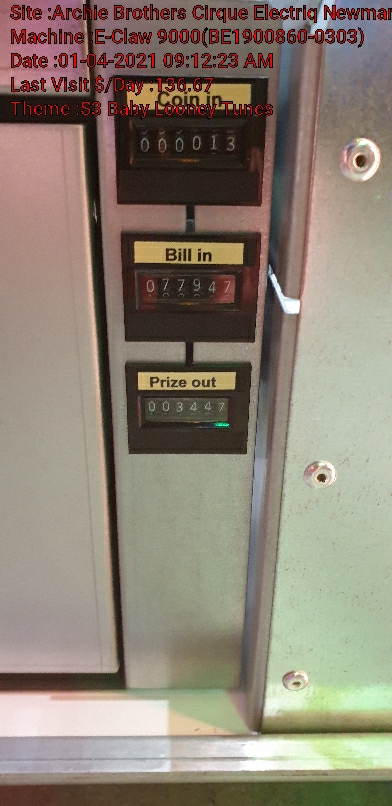 Site :Archie Brothers Cirque Electriq Newmar
Machine :E-Claw 9000(BE1900860-0303)
Date :01-04-2021 09:12:23 AM
Last Visit $/Day :136.67
Theme :S3 Baby Looney Tunes
Coin in
000013
Bill in
077947
Prize out
003447